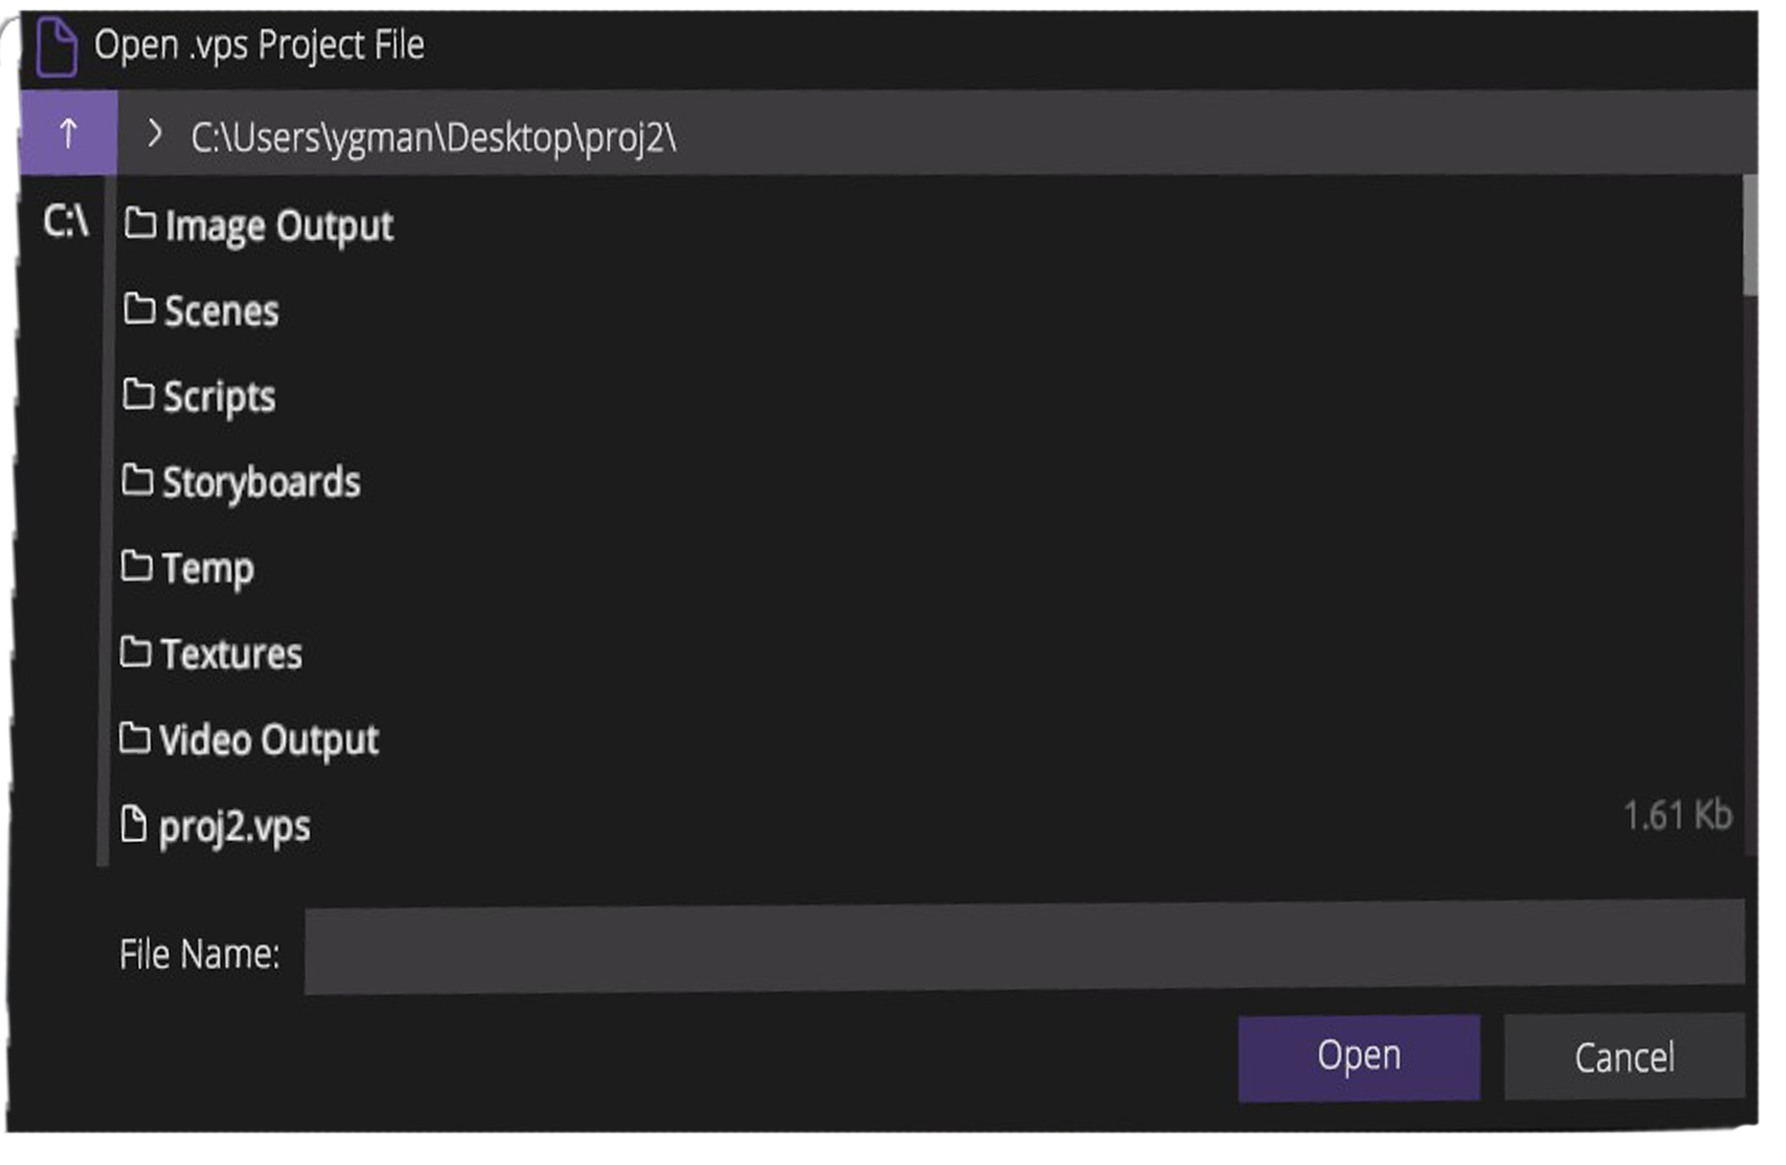 Open .vps Project File
↑ > C:\Users\ygman\Desktop\proj2\
C:\
Image Output
Scenes
Scripts
Storyboards
Temp
Textures
Video Output
proj2.vps 1.61 Kb
File Name:
Open Cancel